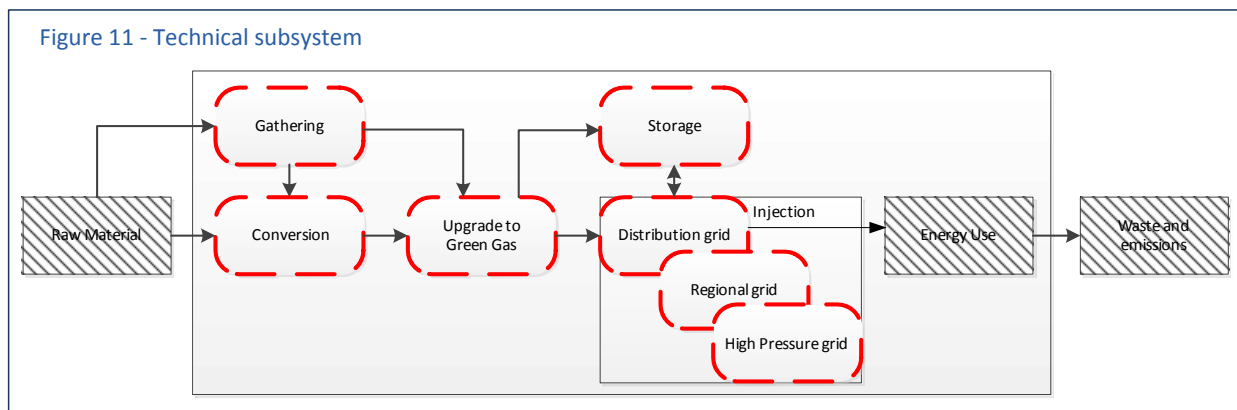 Figure 11 - Technical subsystem
Gathering
Storage
Raw Material
Conversion
Upgrade to
Green Gas
Distribution grid
Injection
Energy Use
Waste and
emissions
Regional grid
High Pressure grid